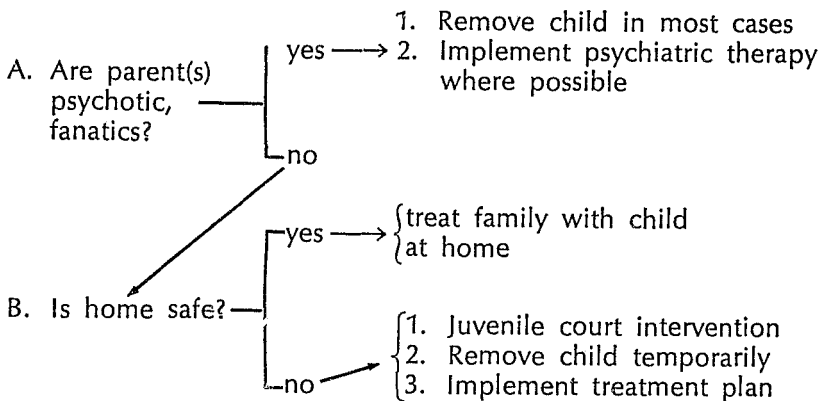 1. Remove child in most cases
yes
2. Implement psychiatric therapy
where possible
A. Are parent(s)
psychotic,
fanatics?
no
yes
treat family with child
at home
B. Is home safe?
1. Juvenile court intervention
2. Remove child temporarily
no
3. Implement treatment plan